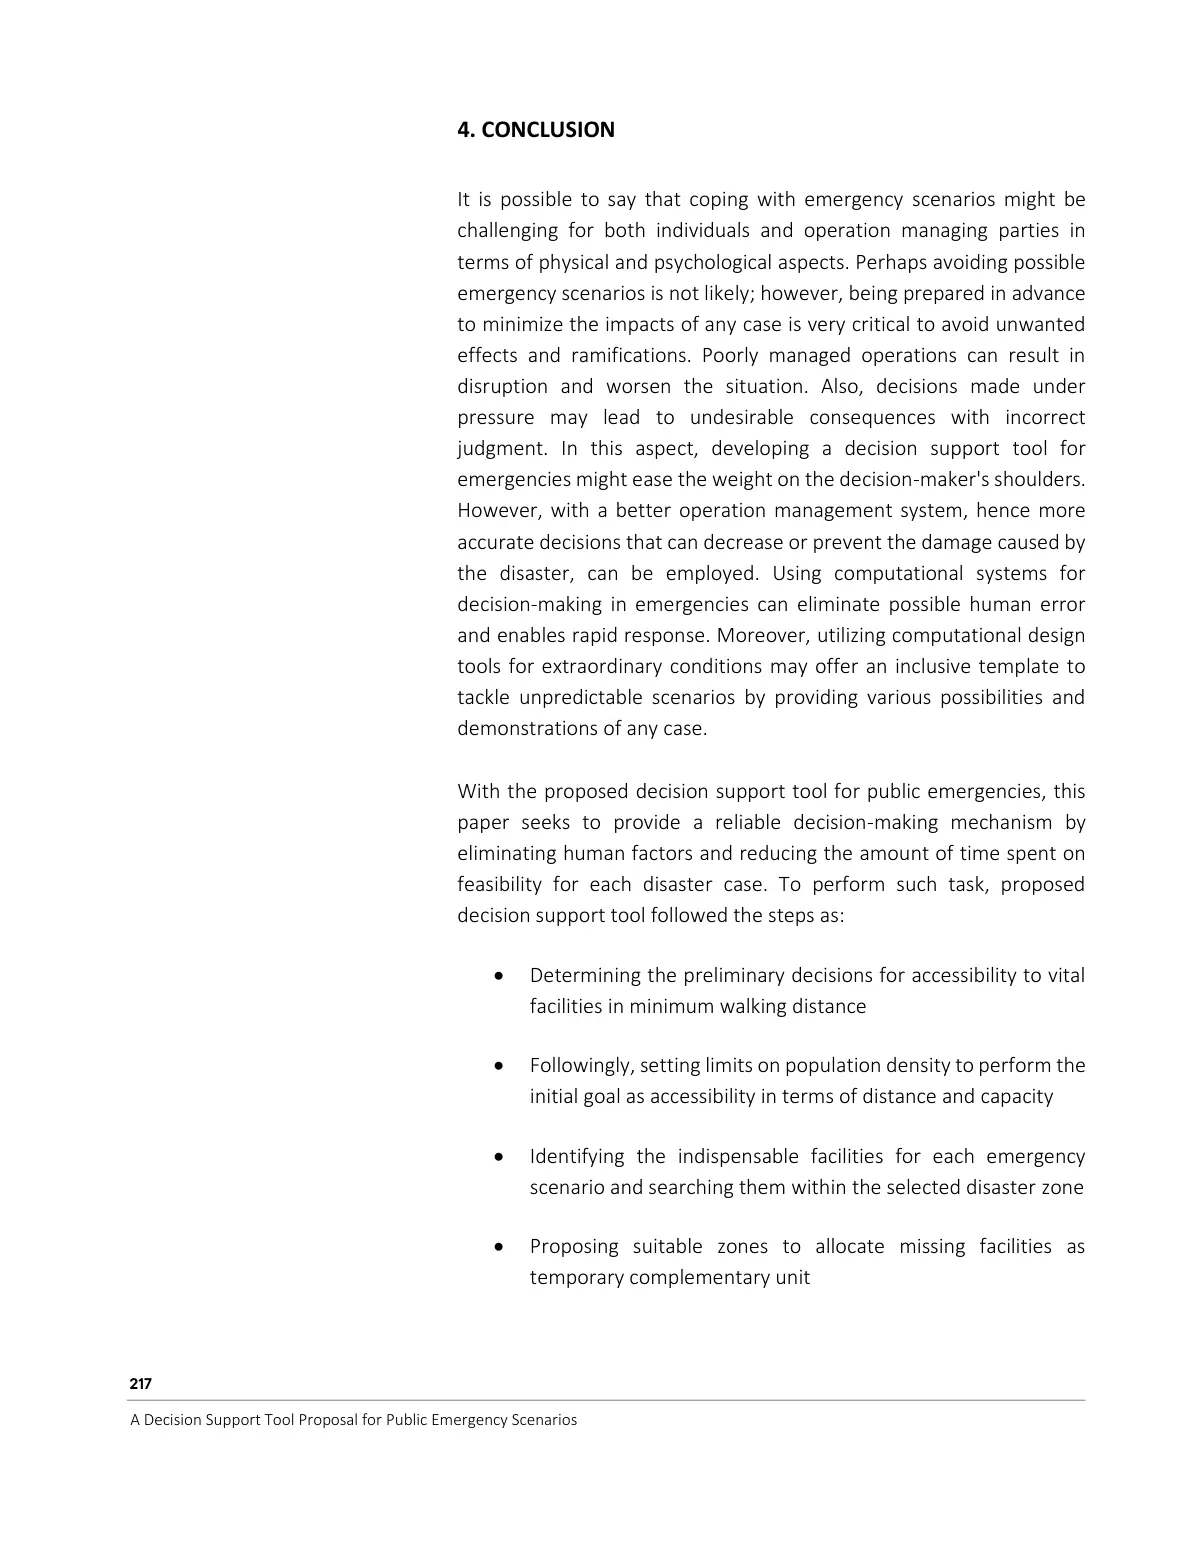 4. CONCLUSION
It is possible to say that coping with emergency scenarios might be
challenging for both individuals and operation managing parties in
terms of physical and psychological aspects. Perhaps avoiding possible
emergency scenarios is not likely; however, being prepared in advance
to minimize the impacts of any case is very critical to avoid unwanted
effects and ramifications. Poorly managed operations can result in
disruption and worsen the situation. Also, decisions made under
pressure may lead to undesirable consequences with incorrect
judgment. In this aspect, developing a decision support tool for
emergencies might ease the weight on the decision-maker's shoulders.
However, with a better operation management system, hence more
accurate decisions that can decrease or prevent the damage caused by
the disaster, can be employed. Using computational systems for
decision-making in emergencies can eliminate possible human error
and enables rapid response. Moreover, utilizing computational design
tools for extraordinary conditions may offer an inclusive template to
tackle unpredictable scenarios by providing various possibilities and
demonstrations of any case.
With the proposed decision support tool for public emergencies, this
paper seeks to provide a reliable decision-making mechanism by
eliminating human factors and reducing the amount of time spent on
feasibility for each disaster case. To perform such task, proposed
decision support tool followed the steps as:
• Determining the preliminary decisions for accessibility to vital
facilities in minimum walking distance
• Followingly, setting limits on population density to perform the
initial goal as accessibility in terms of distance and capacity
• Identifying the indispensable facilities for each emergency
scenario and searching them within the selected disaster zone
• Proposing suitable zones to allocate missing facilities as
temporary complementary unit
217
A Decision Support Tool Proposal for Public Emergency Scenarios